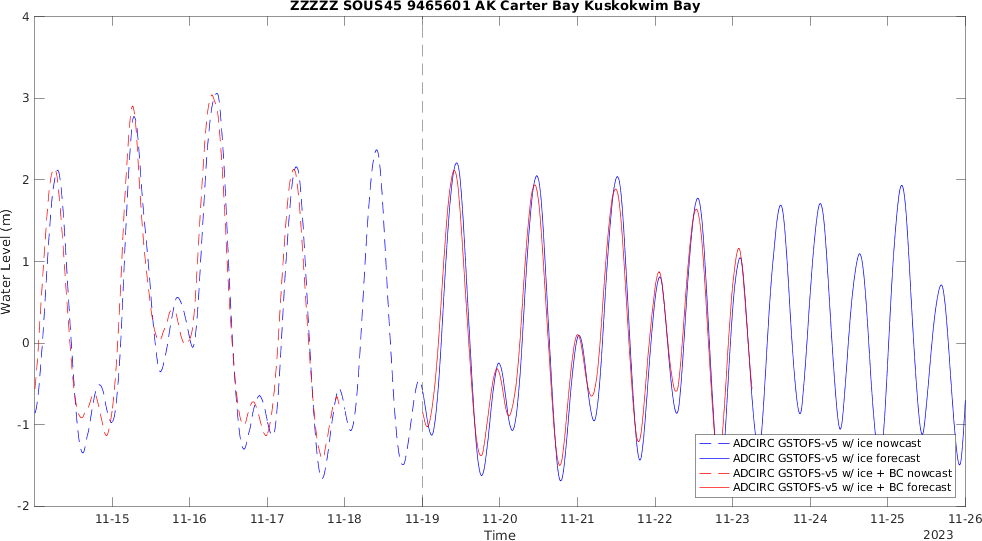 ZZZZZ SOUS45 9465601 AK Carter Bay Kuskokwim Bay
4
3
2
1
0
-1
-2
Water Level (m)
11-15 11-16 11-17 11-18 11-19 11-20 11-21 11-22 11-23 11-24 11-25 11-26
Time
2023
ADCIRC GSTOFS-v5 w/ ice nowcast
ADCIRC GSTOFS-v5 w/ ice forecast
ADCIRC GSTOFS-v5 w/ ice + BC nowcast
ADCIRC GSTOFS-v5 w/ ice + BC forecast